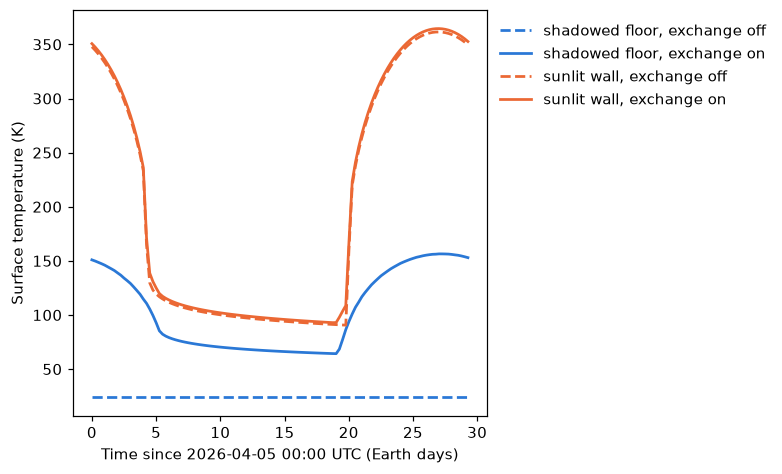 shadowed floor, exchange off
shadowed floor, exchange on
sunlit wall, exchange off
sunlit wall, exchange on
Surface temperature (K)
350
300
250
200
150
100
50
0 5 10 15 20 25 30
Time since 2026-04-05 00:00 UTC (Earth days)